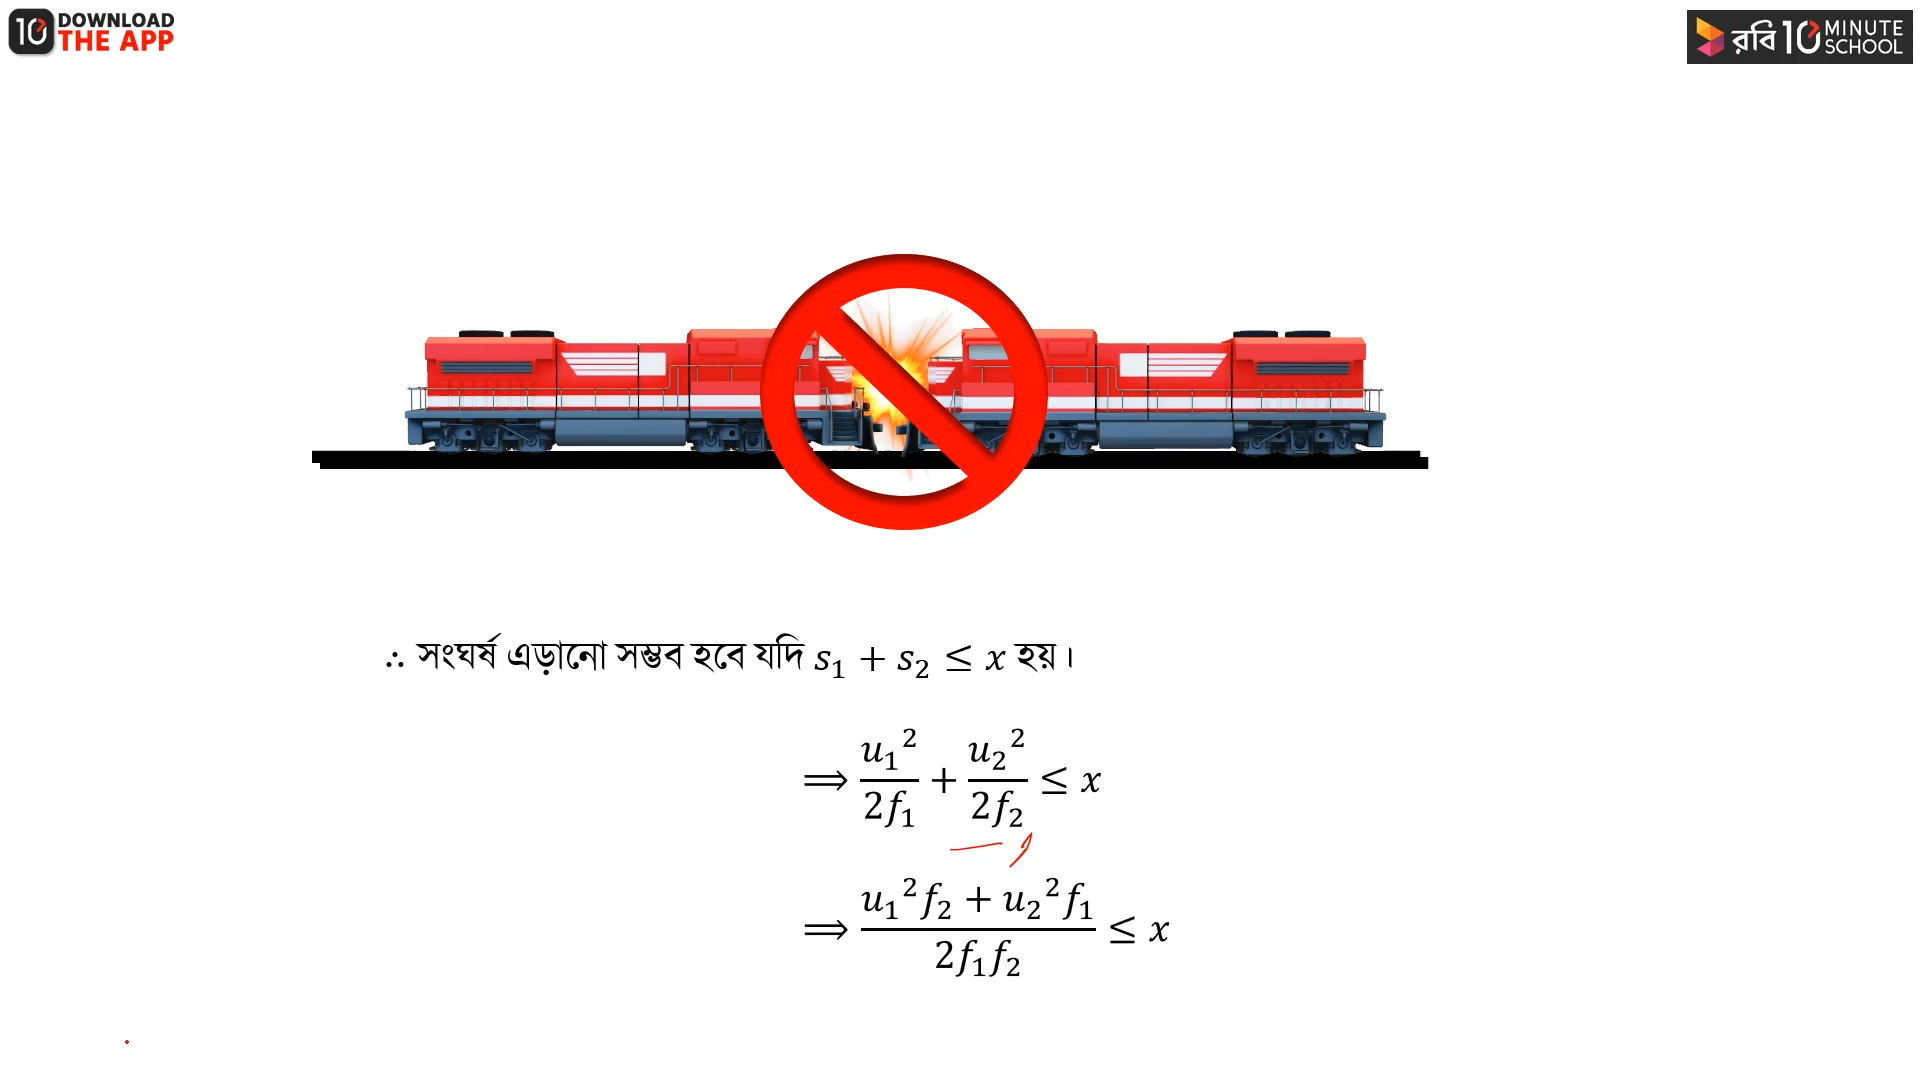 10 DOWNLOAD THE APP
রবি 10 MINUTE SCHOOL
∴ সংঘর্ষ এড়ানো সম্ভব হবে যদি s₁ + s₂ ≤ x হয়।
⟹ u₁²/2f₁ + u₂²/2f₂ ≤ x
⟹ (u₁²f₂ + u₂²f₁)/2f₁f₂ ≤ x